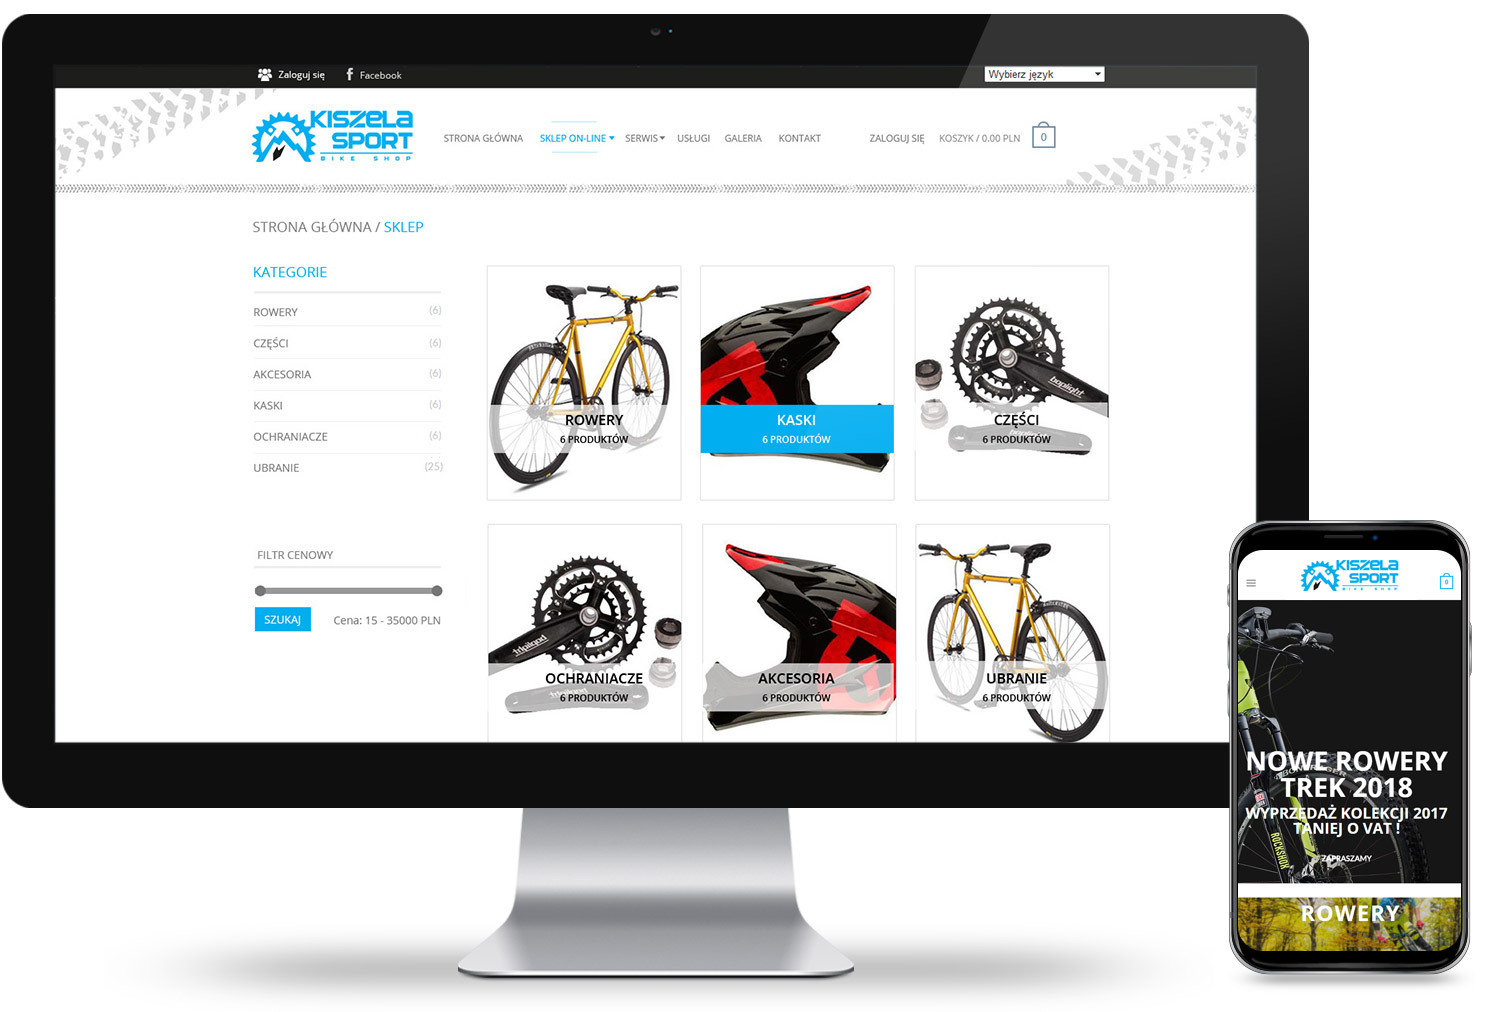 Zaloguj się
Facebook
Wybierz język
KISZELA
SPORT
BIKE SHOP
STRONA GŁÓWNA
SKLEP ON-LINE
SERWIS
USŁUGI
GALERIA
KONTAKT
ZALOGUJ SIĘ
KOSZYK / 0.00 PLN
0
STRONA GŁÓWNA / SKLEP
KATEGORIE
ROWERY (6)
CZĘŚCI (6)
AKCESORIA (6)
KASKI (6)
OCHRANIACZE (6)
UBRANIE (25)
FILTR CENOWY
SZUKAJ
Cena: 15 - 35000 PLN
ROWERY
6 PRODUKTÓW
KASKI
6 PRODUKTÓW
boplight
CZĘŚCI
6 PRODUKTÓW
OCHRANIACZE
6 PRODUKTÓW
AKCESORIA
6 PRODUKTÓW
UBRANIE
6 PRODUKTÓW
KISZELA
SPORT
BIKE SHOP
0
NOWE ROWERY
TREK 2018
WYPRZEDAŻ KOLEKCJI 2017
TANIEJ O VAT !
ROCKSHOX
ZAPRASZAMY
ROWERY